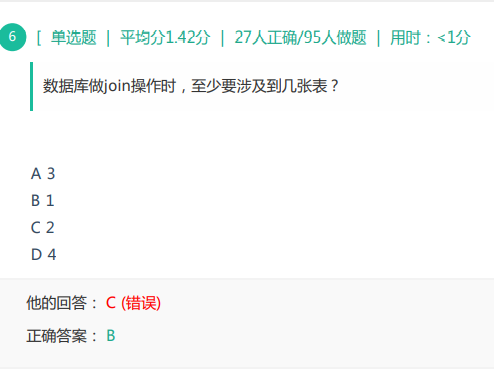 6 [ 单选题 | 平均分1.42分 | 27人正确/95人做题 | 用时：<1分
数据库做join操作时，至少要涉及到几张表？
A 3
B 1
C 2
D 4
他的回答： C (错误)
正确答案： B